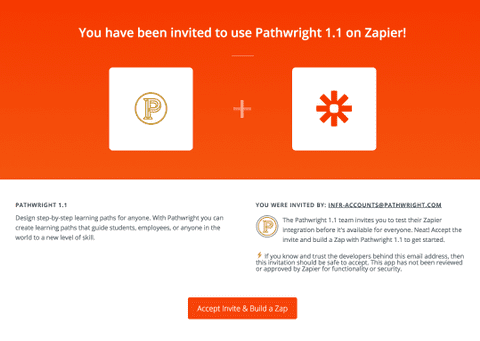 You have been invited to use Pathwright 1.1 on Zapier!
P
+
PATHWRIGHT 1.1
Design step-by-step learning paths for anyone. With Pathwright you can
create learning paths that guide students, employees, or anyone in the
world to a new level of skill.
YOU WERE INVITED BY: INFR-ACCOUNTS@PATHWRIGHT.COM
P
The Pathwright 1.1 team invites you to test their Zapier
integration before it's available for everyone. Neat! Accept the
invite and build a Zap with Pathwright 1.1 to get started.
If you know and trust the developers behind this email address, then
this invitation should be safe to accept. This app has not been reviewed
or approved by Zapier for functionality or security.
Accept Invite & Build a Zap